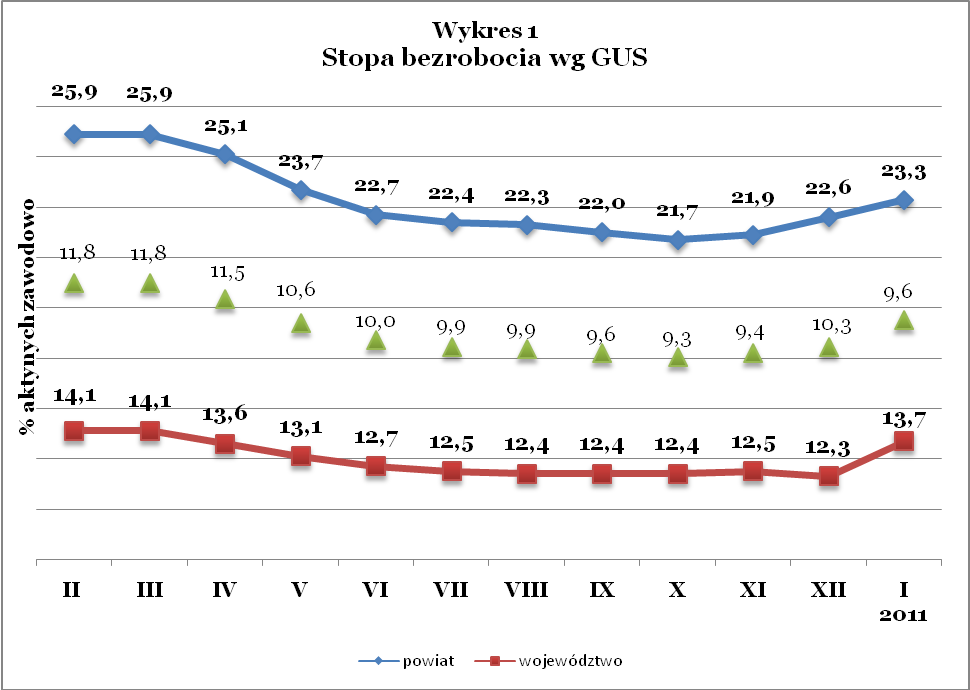 Wykres 1
Stopa bezrobocia wg GUS
% aktynych zawodowo
25,9 25,9 25,1 23,7 22,7 22,4 22,3 22,0 21,7 21,9 22,6 23,3
11,8 11,8 11,5 10,6 10,0 9,9 9,9 9,6 9,3 9,4 10,3 9,6
14,1 14,1 13,6 13,1 12,7 12,5 12,4 12,4 12,4 12,5 12,3 13,7
II III IV V VI VII VIII IX X XI XII I
2011
powiat województwo